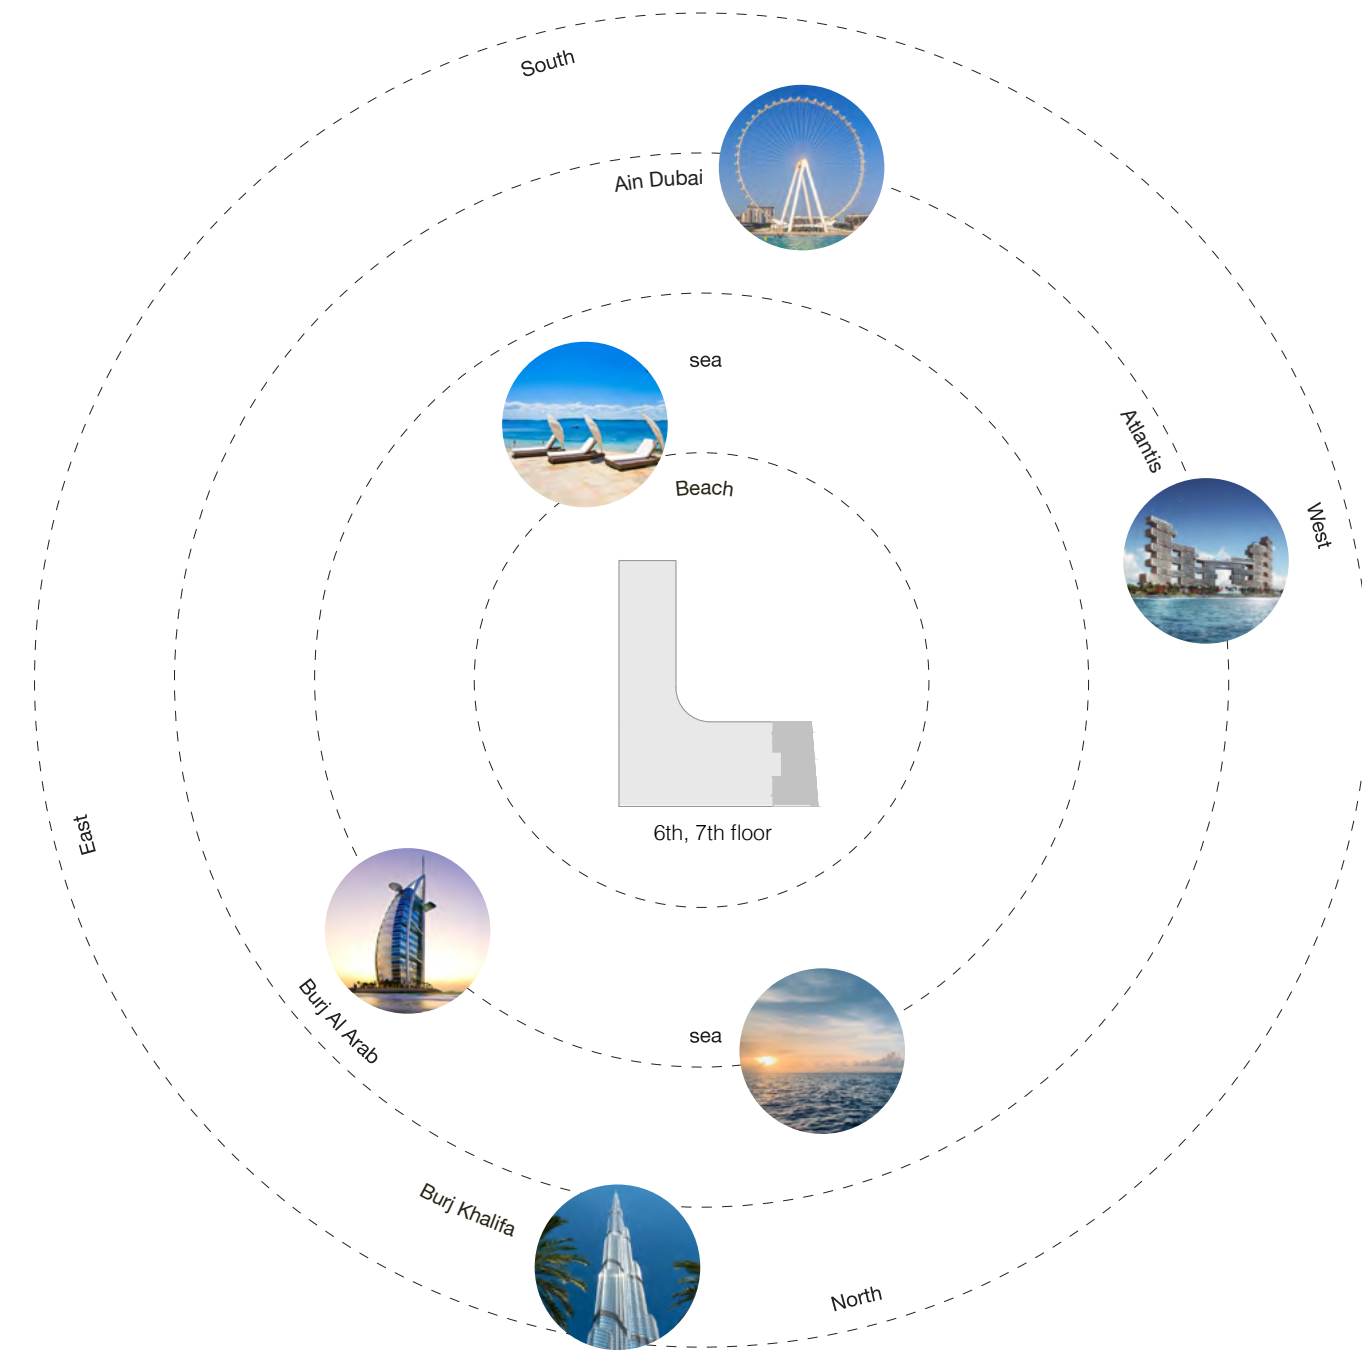 South
Ain Dubai
sea
Beach
Atlantis
West
6th, 7th floor
East
Burj Al Arab
sea
Burj Khalifa
North